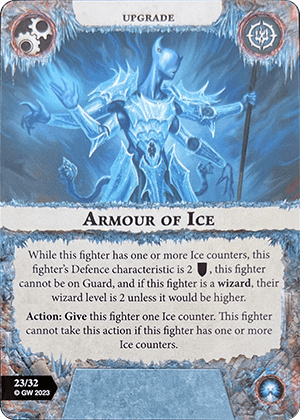 UPGRADE
ARMOUR OF ICE
While this fighter has one or more Ice counters, this
fighter's Defence characteristic is 2 , this fighter
cannot be on Guard, and if this fighter is a wizard, their
wizard level is 2 unless it would be higher.
Action: Give this fighter one Ice counter. This fighter
cannot take this action if this fighter has one or more
Ice counters.
23/32
© GW 2023